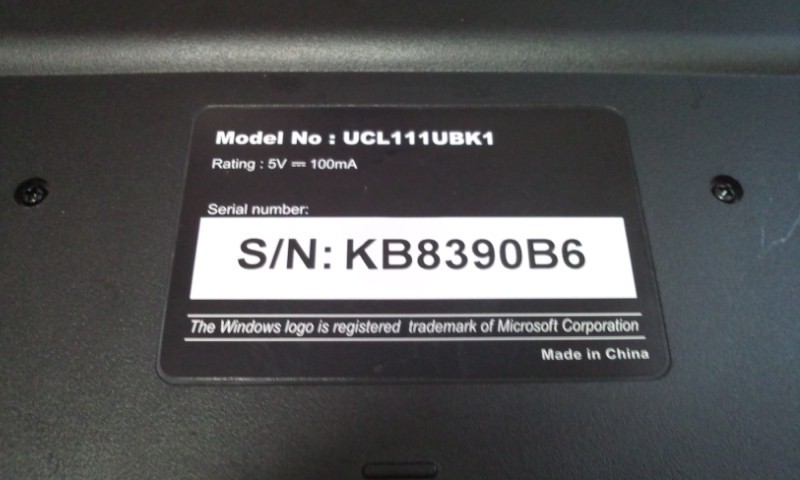 Model No : UCL111UBK1
Rating : 5V ⎓ 100mA
Serial number:
S/N: KB8390B6
The Windows logo is registered trademark of Microsoft Corporation
Made in China